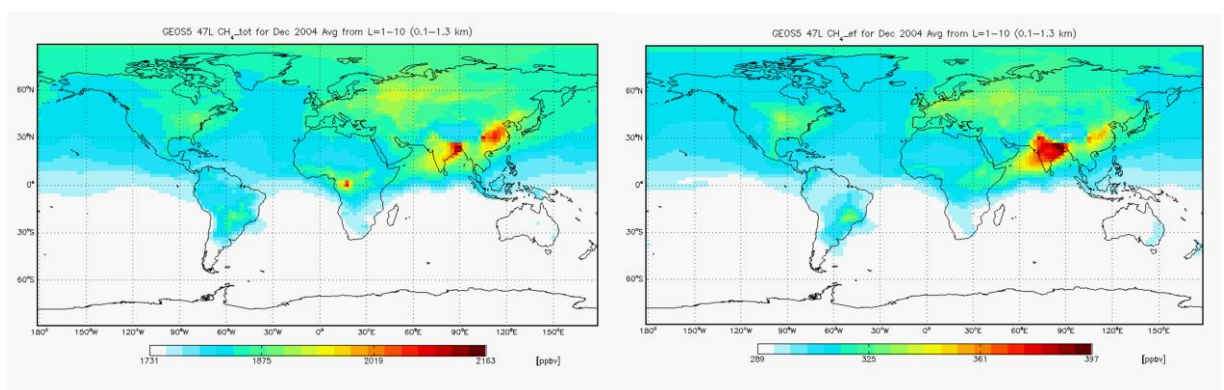 GEOS5 47L CH4_tot for Dec 2004 Avg from L=1-10 (0.1-1.3 km)
60°N
30°N
0°
30°S
60°S
180° 150°W 120°W 90°W 60°W 30°W 0° 30°E 60°E 90°E 120°E 150°E
1731 1875 2019 2163 [ppbv]
GEOS5 47L CH4_ef for Dec 2004 Avg from L=1-10 (0.1-1.3 km)
60°N
30°N
0°
30°S
60°S
180° 150°W 120°W 90°W 60°W 30°W 0° 30°E 60°E 90°E 120°E 150°E
289 325 361 397 [ppbv]